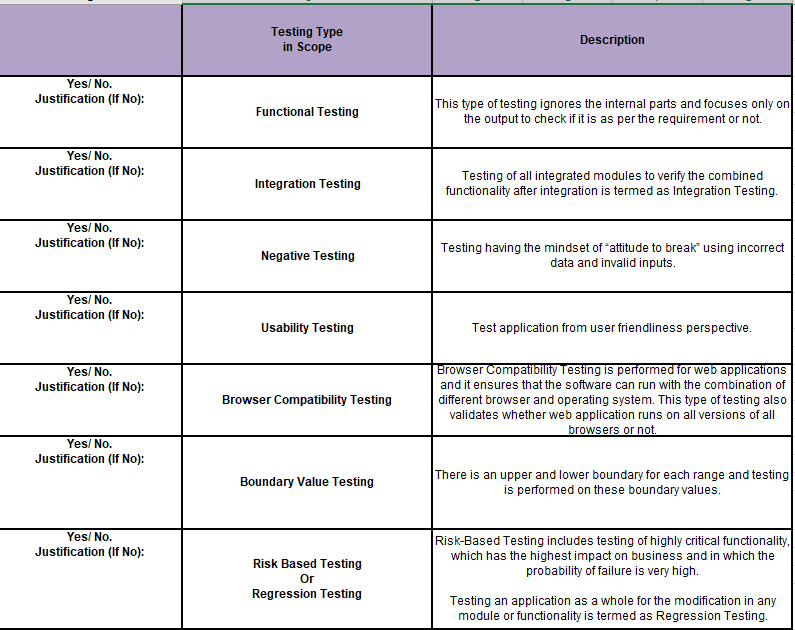 Testing Type
in Scope
Description
Yes/ No.
Justification (If No):
Functional Testing
This type of testing ignores the internal parts and focuses only on
the output to check if it is as per the requirement or not.
Yes/ No.
Justification (If No):
Integration Testing
Testing of all integrated modules to verify the combined
functionality after integration is termed as Integration Testing.
Yes/ No.
Justification (If No):
Negative Testing
Testing having the mindset of “attitude to break” using incorrect
data and invalid inputs.
Yes/ No.
Justification (If No):
Usability Testing
Test application from user friendliness perspective.
Yes/ No.
Justification (If No):
Browser Compatibility Testing
Browser Compatibility Testing is performed for web applications
and it ensures that the software can run with the combination of
different browser and operating system. This type of testing also
validates whether web application runs on all versions of all
browsers or not.
Yes/ No.
Justification (If No):
Boundary Value Testing
There is an upper and lower boundary for each range and testing
is performed on these boundary values.
Yes/ No.
Justification (If No):
Risk Based Testing
Or
Regression Testing
Risk-Based Testing includes testing of highly critical functionality,
which has the highest impact on business and in which the
probability of failure is very high.
Testing an application as a whole for the modification in any
module or functionality is termed as Regression Testing.